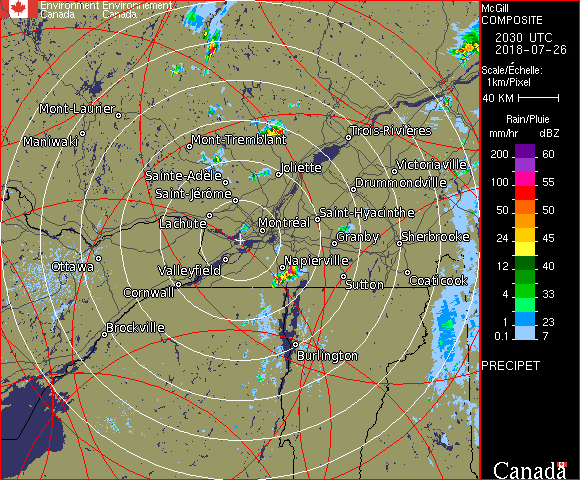 Environment Environnement
Canada Canada
McGill
COMPOSITE
2030 UTC
2018-07-26
Scale/Échelle:
1km/Pixel
40 KM
Rain/Pluie
mm/hr dBZ
200 60
100 55
50 50
24 45
12 40
4 33
1 23
0.1 7
PRECIPET
Canada
Mont-Laurier
Maniwaki
Mont-Tremblant
Trois-Rivières
Victoriaville
Sainte-Adèle
Joliette
Drummondville
Saint-Jérôme
Saint-Hyacinthe
Lachute
Montréal
Granby
Sherbrooke
Ottawa
Valleyfield
Napierville
Coaticook
Cornwall
Sutton
Brockville
Burlington